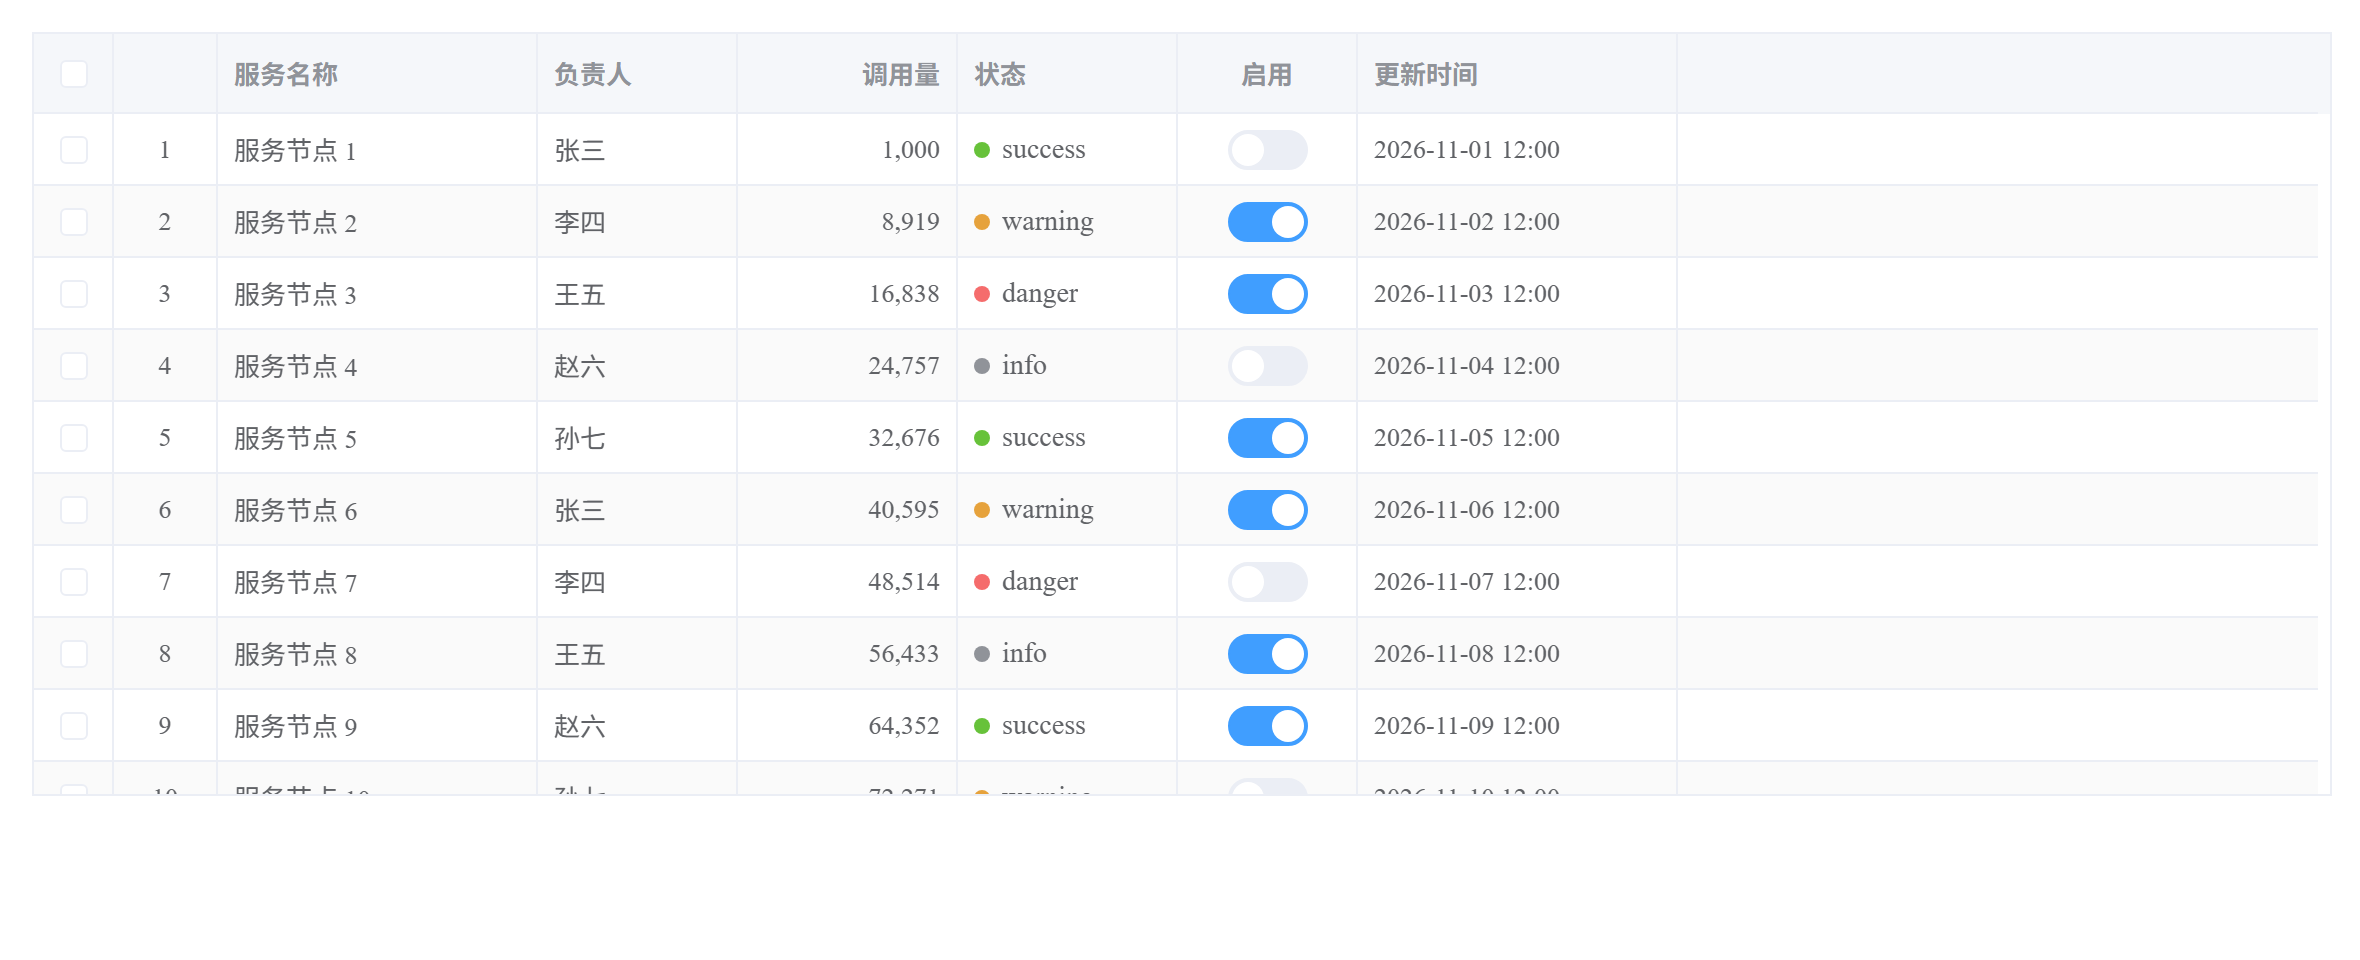 服务名称 负责人 调用量 状态 启用 更新时间
1 服务节点 1 张三 1,000 success 2026-11-01 12:00
2 服务节点 2 李四 8,919 warning 2026-11-02 12:00
3 服务节点 3 王五 16,838 danger 2026-11-03 12:00
4 服务节点 4 赵六 24,757 info 2026-11-04 12:00
5 服务节点 5 孙七 32,676 success 2026-11-05 12:00
6 服务节点 6 张三 40,595 warning 2026-11-06 12:00
7 服务节点 7 李四 48,514 danger 2026-11-07 12:00
8 服务节点 8 王五 56,433 info 2026-11-08 12:00
9 服务节点 9 赵六 64,352 success 2026-11-09 12:00